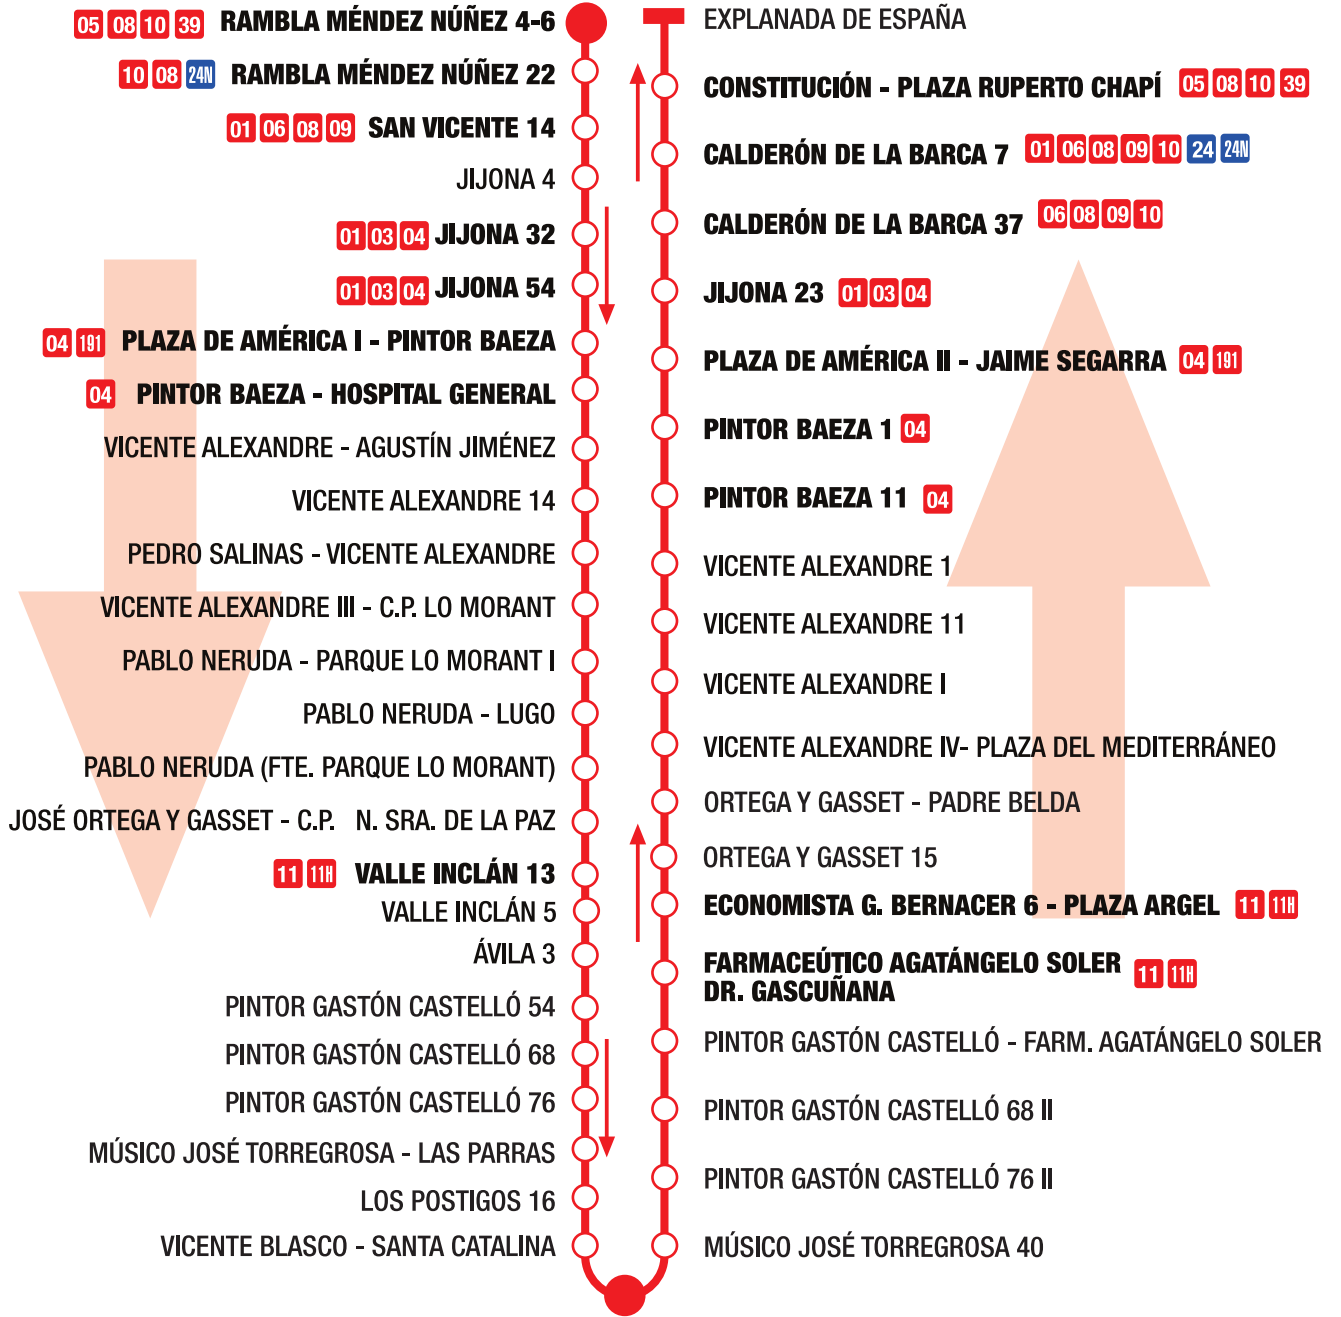 05 08 10 39 RAMBLA MÉNDEZ NÚÑEZ 4-6
10 08 24N RAMBLA MÉNDEZ NÚÑEZ 22
01 06 08 09 SAN VICENTE 14
JIJONA 4
01 03 04 JIJONA 32
01 03 04 JIJONA 54
04 191 PLAZA DE AMÉRICA I - PINTOR BAEZA
04 PINTOR BAEZA - HOSPITAL GENERAL
VICENTE ALEXANDRE - AGUSTÍN JIMÉNEZ
VICENTE ALEXANDRE 14
PEDRO SALINAS - VICENTE ALEXANDRE
VICENTE ALEXANDRE III - C.P. LO MORANT
PABLO NERUDA - PARQUE LO MORANT I
PABLO NERUDA - LUGO
PABLO NERUDA (FTE. PARQUE LO MORANT)
JOSÉ ORTEGA Y GASSET - C.P. N. SRA. DE LA PAZ
11 11H VALLE INCLÁN 13
VALLE INCLÁN 5
ÁVILA 3
PINTOR GASTÓN CASTELLÓ 54
PINTOR GASTÓN CASTELLÓ 68
PINTOR GASTÓN CASTELLÓ 76
MÚSICO JOSÉ TORREGROSA - LAS PARRAS
LOS POSTIGOS 16
VICENTE BLASCO - SANTA CATALINA
EXPLANADA DE ESPAÑA
CONSTITUCIÓN - PLAZA RUPERTO CHAPÍ 05 08 10 39
CALDERÓN DE LA BARCA 7 01 06 08 09 10 24 24N
CALDERÓN DE LA BARCA 37 06 08 09 10
JIJONA 23 01 03 04
PLAZA DE AMÉRICA II - JAIME SEGARRA 04 191
PINTOR BAEZA 1 04
PINTOR BAEZA 11 04
VICENTE ALEXANDRE 1
VICENTE ALEXANDRE 11
VICENTE ALEXANDRE I
VICENTE ALEXANDRE IV- PLAZA DEL MEDITERRÁNEO
ORTEGA Y GASSET - PADRE BELDA
ORTEGA Y GASSET 15
ECONOMISTA G. BERNACER 6 - PLAZA ARGEL 11 11H
FARMACEÚTICO AGATÁNGELO SOLER 11 11H
DR. GASCUÑANA
PINTOR GASTÓN CASTELLÓ - FARM. AGATÁNGELO SOLER
PINTOR GASTÓN CASTELLÓ 68 II
PINTOR GASTÓN CASTELLÓ 76 II
MÚSICO JOSÉ TORREGROSA 40